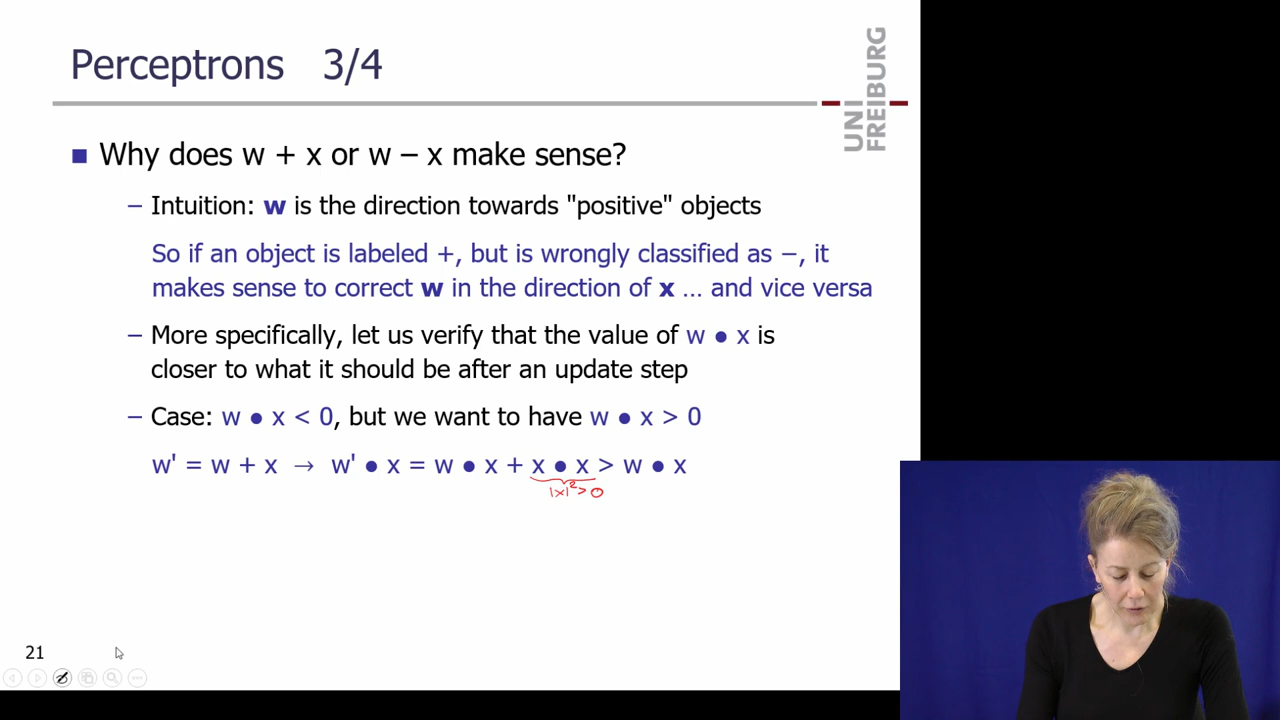 Perceptrons 3/4
UNI
FREIBURG
■ Why does w + x or w – x make sense?
– Intuition: w is the direction towards "positive" objects
So if an object is labeled +, but is wrongly classified as −, it
makes sense to correct w in the direction of x ... and vice versa
– More specifically, let us verify that the value of w ● x is
closer to what it should be after an update step
– Case: w ● x < 0, but we want to have w ● x > 0
w' = w + x → w' ● x = w ● x + x ● x > w ● x
|x|² > 0
21